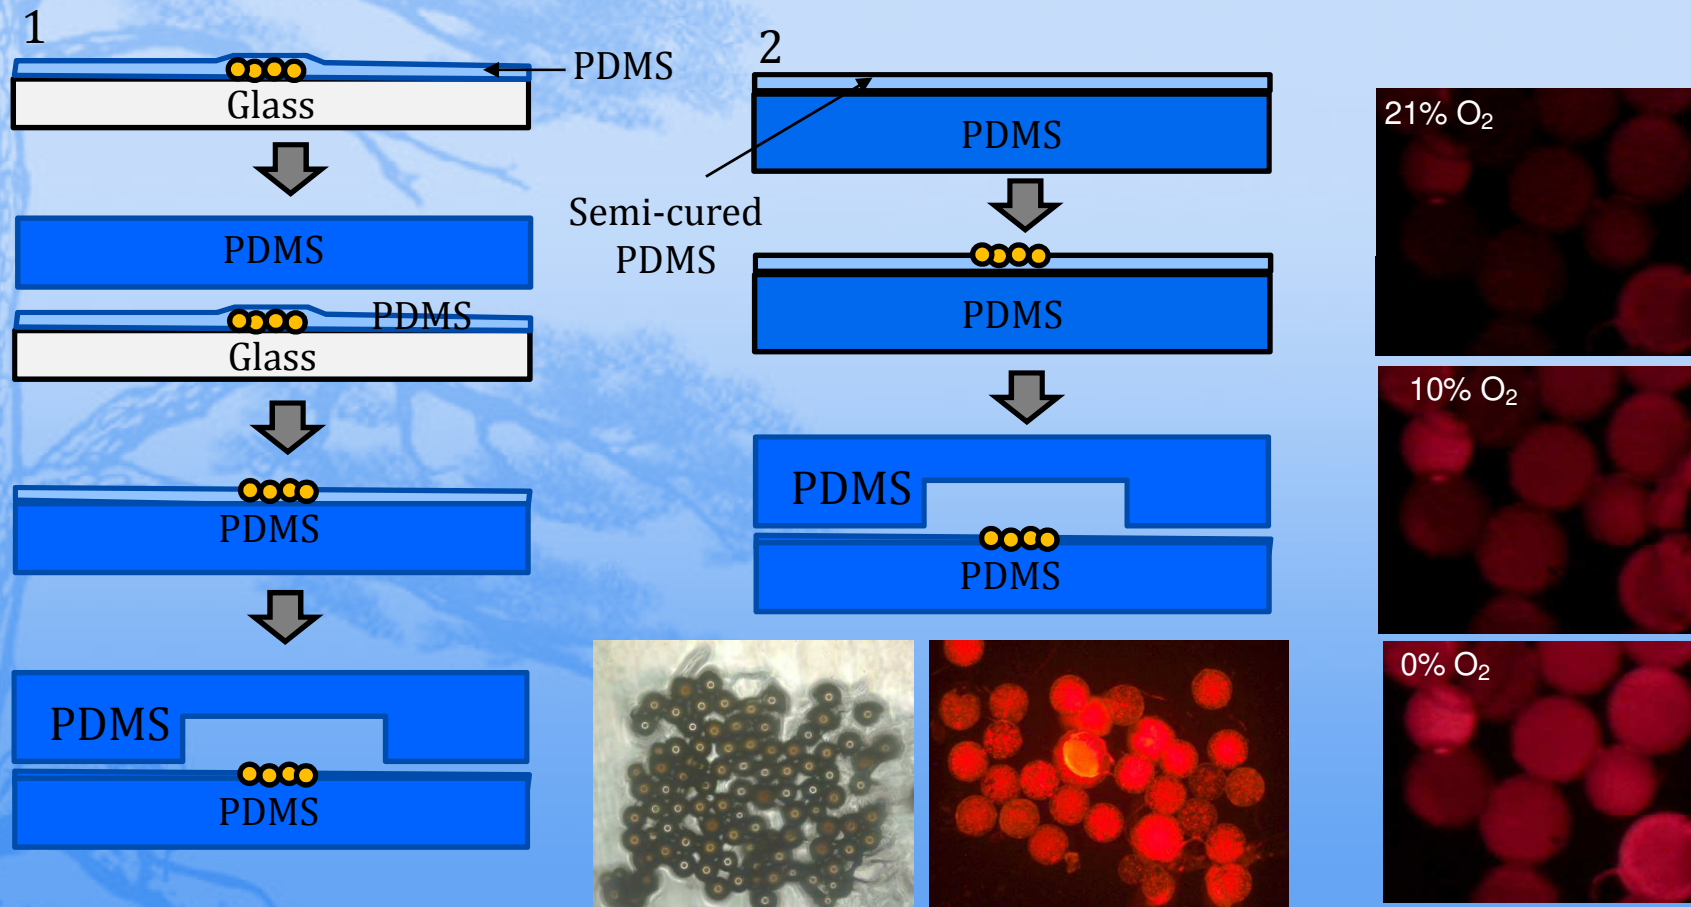 1
PDMS
Glass
PDMS
PDMS
Glass
PDMS
PDMS
PDMS
2
PDMS
Semi-cured
PDMS
PDMS
PDMS
PDMS
21% O₂
10% O₂
0% O₂